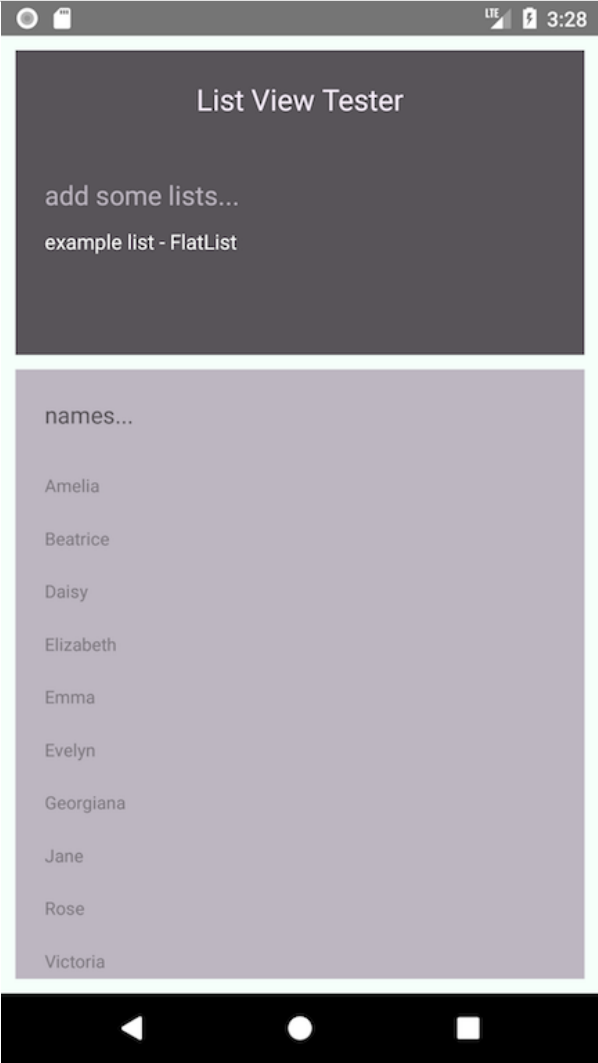 LTE 3:28
List View Tester
add some lists...
example list - FlatList
names...
Amelia
Beatrice
Daisy
Elizabeth
Emma
Evelyn
Georgiana
Jane
Rose
Victoria